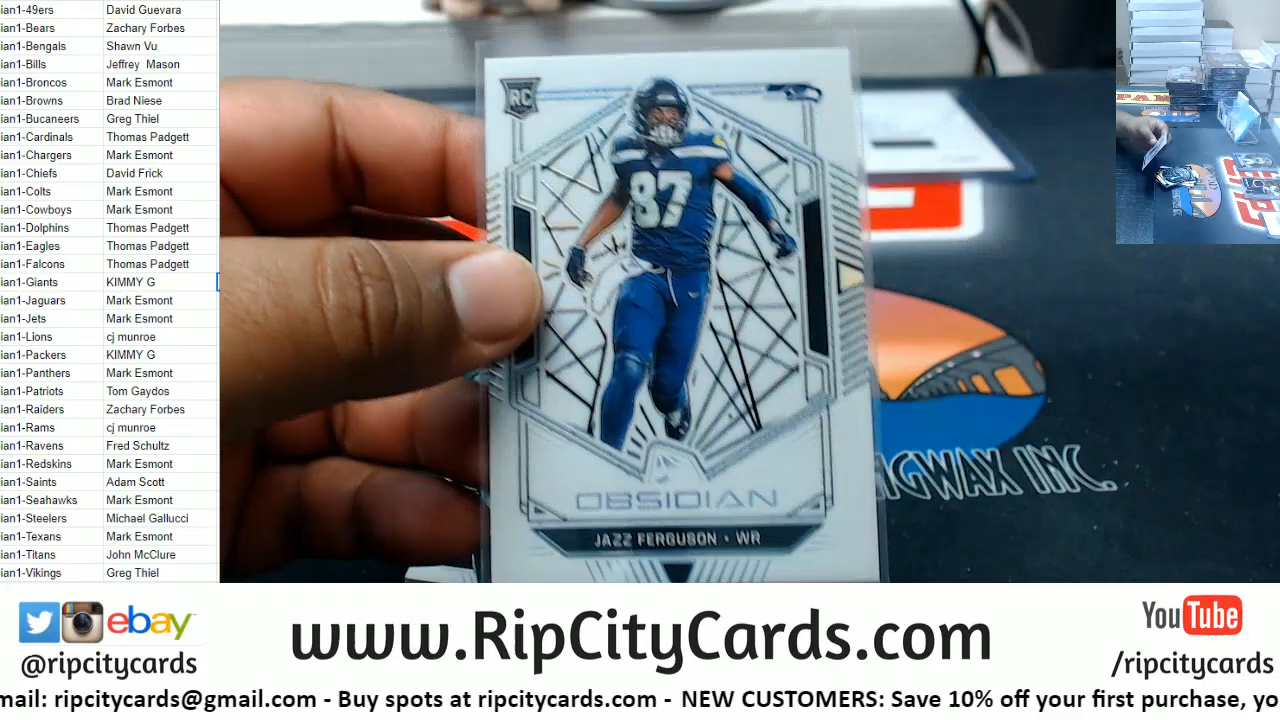 ian1-49ers David Guevara
ian1-Bears Zachary Forbes
ian1-Bengals Shawn Vu
ian1-Bills Jeffrey Mason
ian1-Broncos Mark Esmont
ian1-Browns Brad Niese
ian1-Bucaneers Greg Thiel
ian1-Cardinals Thomas Padgett
ian1-Chargers Mark Esmont
ian1-Chiefs David Frick
ian1-Colts Mark Esmont
ian1-Cowboys Mark Esmont
ian1-Dolphins Thomas Padgett
ian1-Eagles Thomas Padgett
ian1-Falcons Thomas Padgett
ian1-Giants KIMMY G
ian1-Jaguars Mark Esmont
ian1-Jets Mark Esmont
ian1-Lions cj munroe
ian1-Packers KIMMY G
ian1-Panthers Mark Esmont
ian1-Patriots Tom Gaydos
ian1-Raiders Zachary Forbes
ian1-Rams cj munroe
ian1-Ravens Fred Schultz
ian1-Redskins Mark Esmont
ian1-Saints Adam Scott
ian1-Seahawks Mark Esmont
ian1-Steelers Michael Gallucci
ian1-Texans Mark Esmont
ian1-Titans John McClure
ian1-Vikings Greg Thiel
RC
87
OBSIDIAN
JAZZ FERGUSON • WR
GWAX INC.
ebay
@ripcitycards
www.RipCityCards.com
YouTube
/ripcitycards
mail: ripcitycards@gmail.com - Buy spots at ripcitycards.com - NEW CUSTOMERS: Save 10% off your first purchase, yo